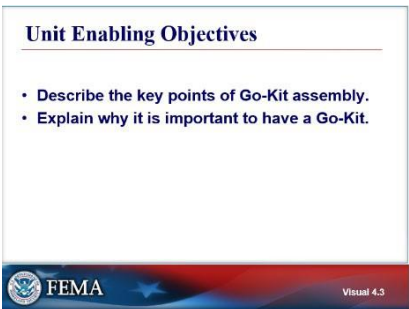 Unit Enabling Objectives
• Describe the key points of Go-Kit assembly.
• Explain why it is important to have a Go-Kit.
FEMA
Visual 4.3